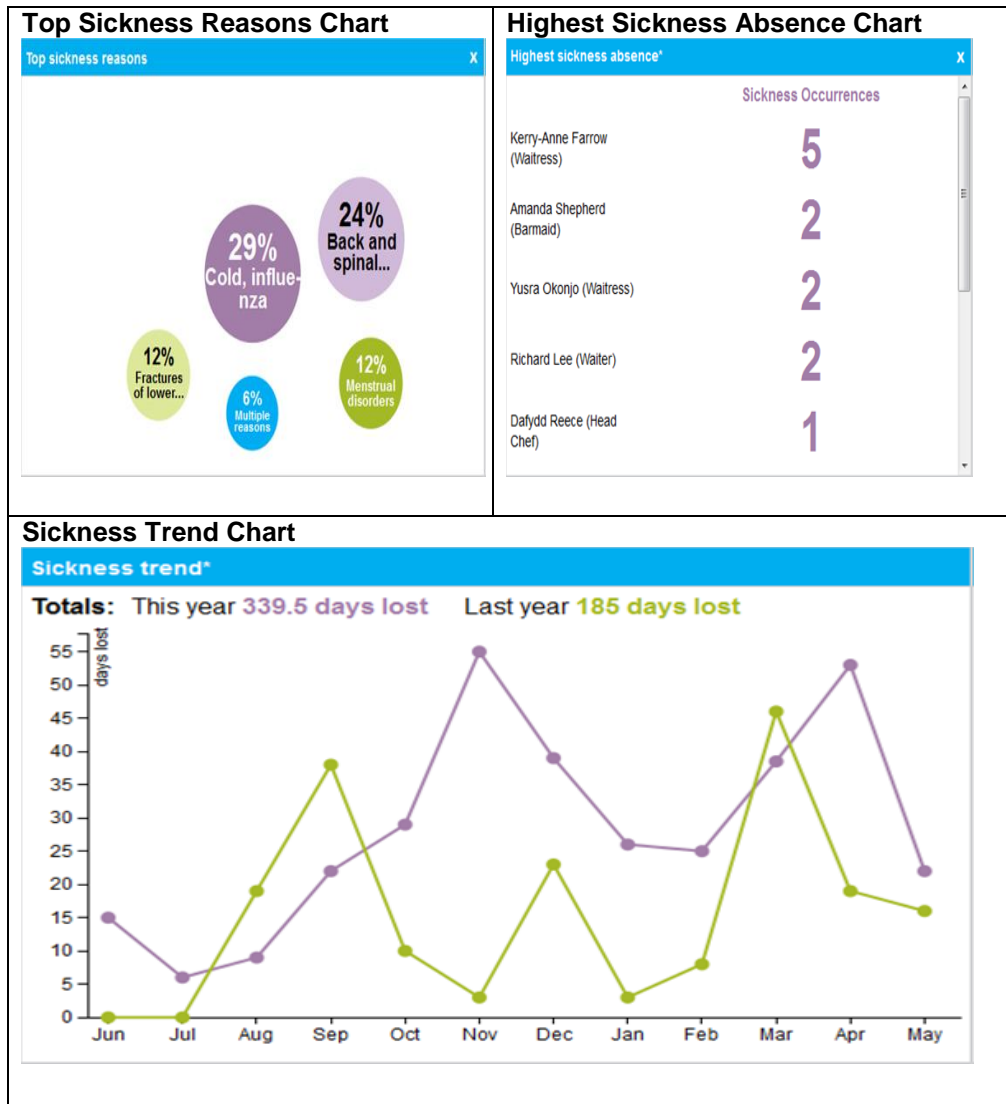 Top Sickness Reasons Chart
Top sickness reasons X
29%
Cold, influe-
nza
24%
Back and
spinal...
12%
Fractures
of lower...
6%
Multiple
reasons
12%
Menstrual
disorders
Highest Sickness Absence Chart
Highest sickness absence* X
Sickness Occurrences
Kerry-Anne Farrow
(Waitress)
5
Amanda Shepherd
(Barmaid)
2
Yusra Okonjo (Waitress)
2
Richard Lee (Waiter)
2
Dafydd Reece (Head
Chef)
1
Sickness Trend Chart
Sickness trend*
Totals: This year 339.5 days lost Last year 185 days lost
days lost
55
50
45
40
35
30
25
20
15
10
5
0
Jun Jul Aug Sep Oct Nov Dec Jan Feb Mar Apr May